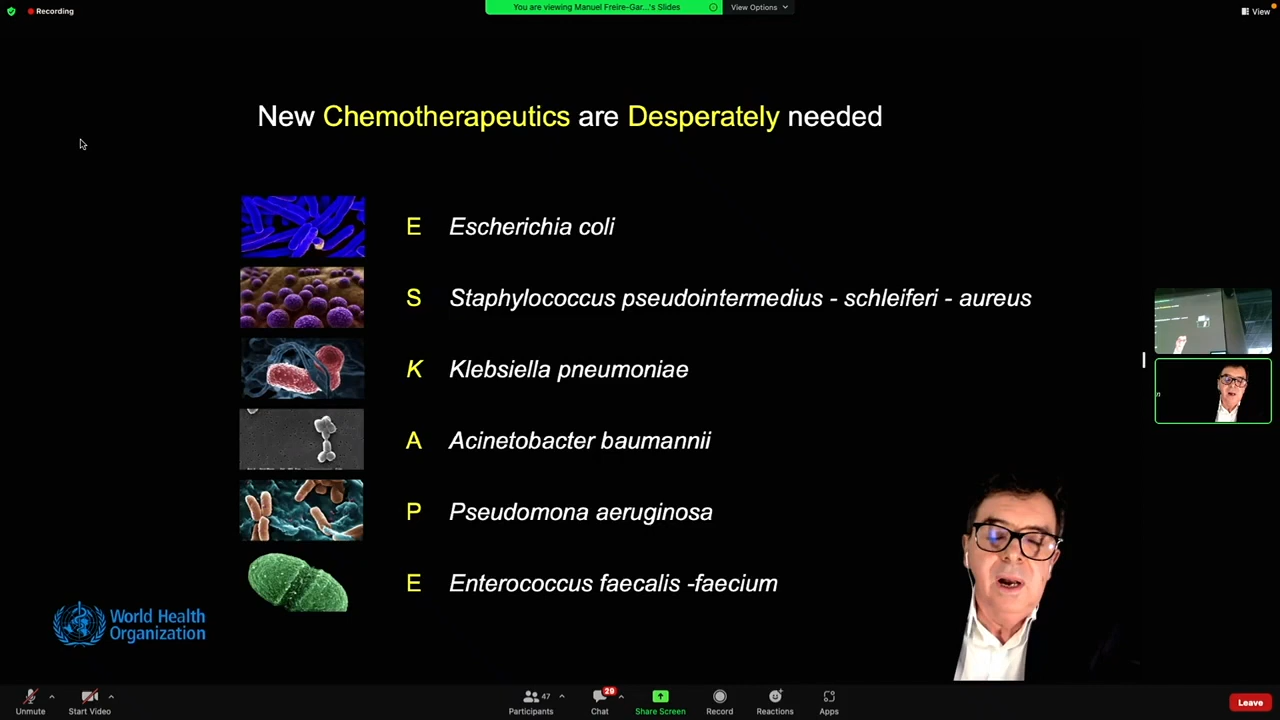 Recording
You are viewing Manuel Freire-Gar...'s Slides
View Options
View
New Chemotherapeutics are Desperately needed
E Escherichia coli
S Staphylococcus pseudointermedius - schleiferi - aureus
K Klebsiella pneumoniae
A Acinetobacter baumannii
P Pseudomona aeruginosa
E Enterococcus faecalis -faecium
World Health
Organization
Unmute
Start Video
Participants 47
Chat 29
Share Screen
Record
Reactions
Apps
Leave